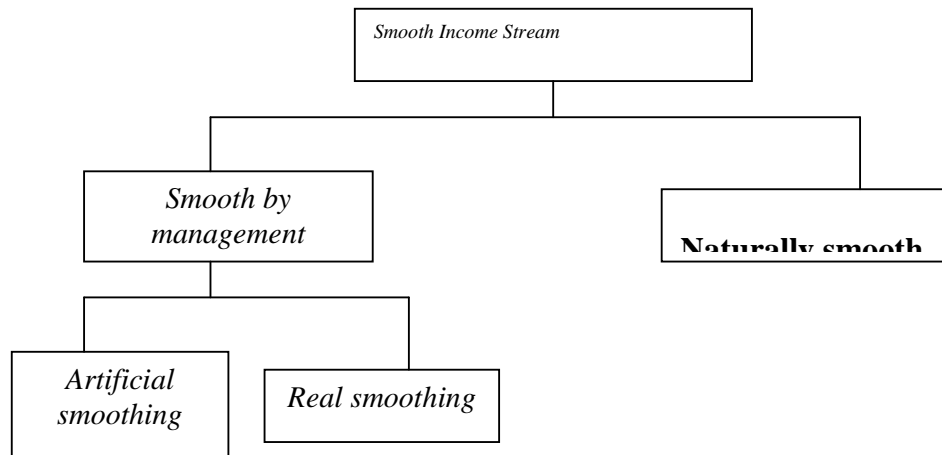 Smooth Income Stream
Smooth by
management
Naturally smooth
Artificial
smoothing
Real smoothing